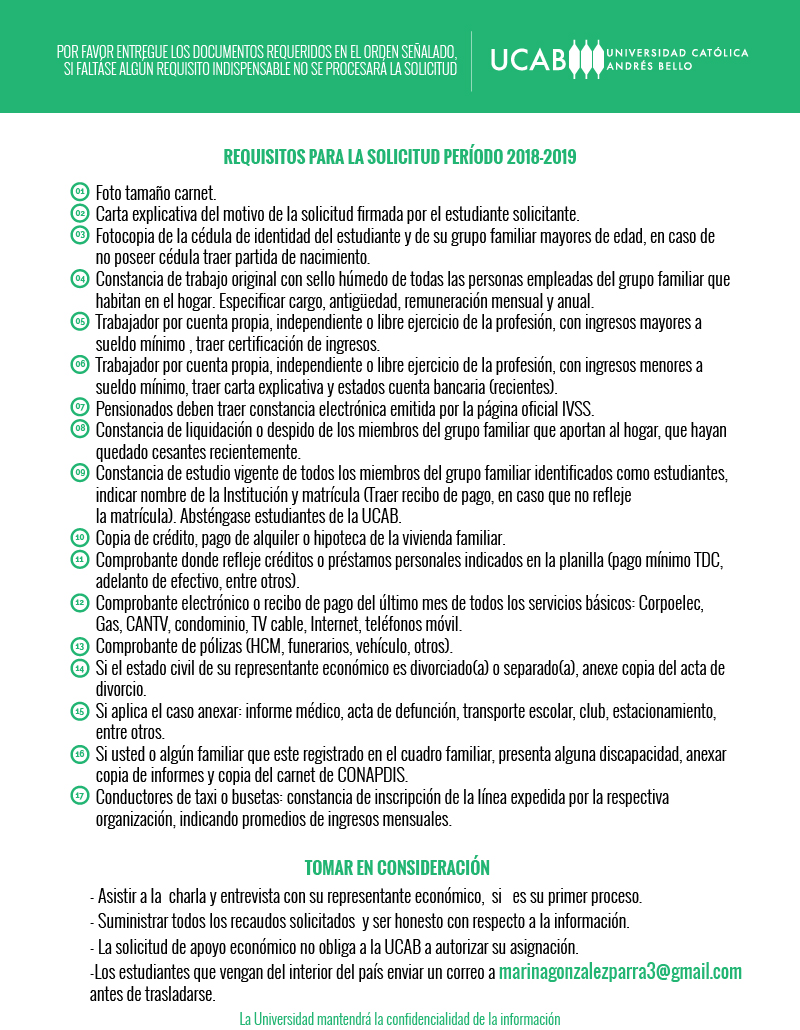 POR FAVOR ENTREGUE LOS DOCUMENTOS REQUERIDOS EN EL ORDEN SEÑALADO,
SI FALTÁSE ALGÚN REQUISITO INDISPENSABLE NO SE PROCESARÁ LA SOLICITUD
UCAB UNIVERSIDAD CATÓLICA
ANDRÉS BELLO
REQUISITOS PARA LA SOLICITUD PERÍODO 2018-2019
01 Foto tamaño carnet.
02 Carta explicativa del motivo de la solicitud firmada por el estudiante solicitante.
03 Fotocopia de la cédula de identidad del estudiante y de su grupo familiar mayores de edad, en caso de
no poseer cédula traer partida de nacimiento.
04 Constancia de trabajo original con sello húmedo de todas las personas empleadas del grupo familiar que
habitan en el hogar. Especificar cargo, antigüedad, remuneración mensual y anual.
05 Trabajador por cuenta propia, independiente o libre ejercicio de la profesión, con ingresos mayores a
sueldo mínimo , traer certificación de ingresos.
06 Trabajador por cuenta propia, independiente o libre ejercicio de la profesión, con ingresos menores a
sueldo mínimo, traer carta explicativa y estados cuenta bancaria (recientes).
07 Pensionados deben traer constancia electrónica emitida por la página oficial IVSS.
08 Constancia de liquidación o despido de los miembros del grupo familiar que aportan al hogar, que hayan
quedado cesantes recientemente.
09 Constancia de estudio vigente de todos los miembros del grupo familiar identificados como estudiantes,
indicar nombre de la Institución y matrícula (Traer recibo de pago, en caso que no refleje
la matrícula). Absténgase estudiantes de la UCAB.
10 Copia de crédito, pago de alquiler o hipoteca de la vivienda familiar.
11 Comprobante donde refleje créditos o préstamos personales indicados en la planilla (pago mínimo TDC,
adelanto de efectivo, entre otros).
12 Comprobante electrónico o recibo de pago del último mes de todos los servicios básicos: Corpoelec,
Gas, CANTV, condominio, TV cable, Internet, teléfonos móvil.
13 Comprobante de pólizas (HCM, funerarios, vehículo, otros).
14 Si el estado civil de su representante económico es divorciado(a) o separado(a), anexe copia del acta de
divorcio.
15 Si aplica el caso anexar: informe médico, acta de defunción, transporte escolar, club, estacionamiento,
entre otros.
16 Si usted o algún familiar que este registrado en el cuadro familiar, presenta alguna discapacidad, anexar
copia de informes y copia del carnet de CONAPDIS.
17 Conductores de taxi o busetas: constancia de inscripción de la línea expedida por la respectiva
organización, indicando promedios de ingresos mensuales.
TOMAR EN CONSIDERACIÓN
- Asistir a la charla y entrevista con su representante económico, si es su primer proceso.
- Suministrar todos los recaudos solicitados y ser honesto con respecto a la información.
- La solicitud de apoyo económico no obliga a la UCAB a autorizar su asignación.
-Los estudiantes que vengan del interior del país enviar un correo a marinagonzalezparra3@gmail.com
antes de trasladarse.
La Universidad mantendrá la confidencialidad de la información